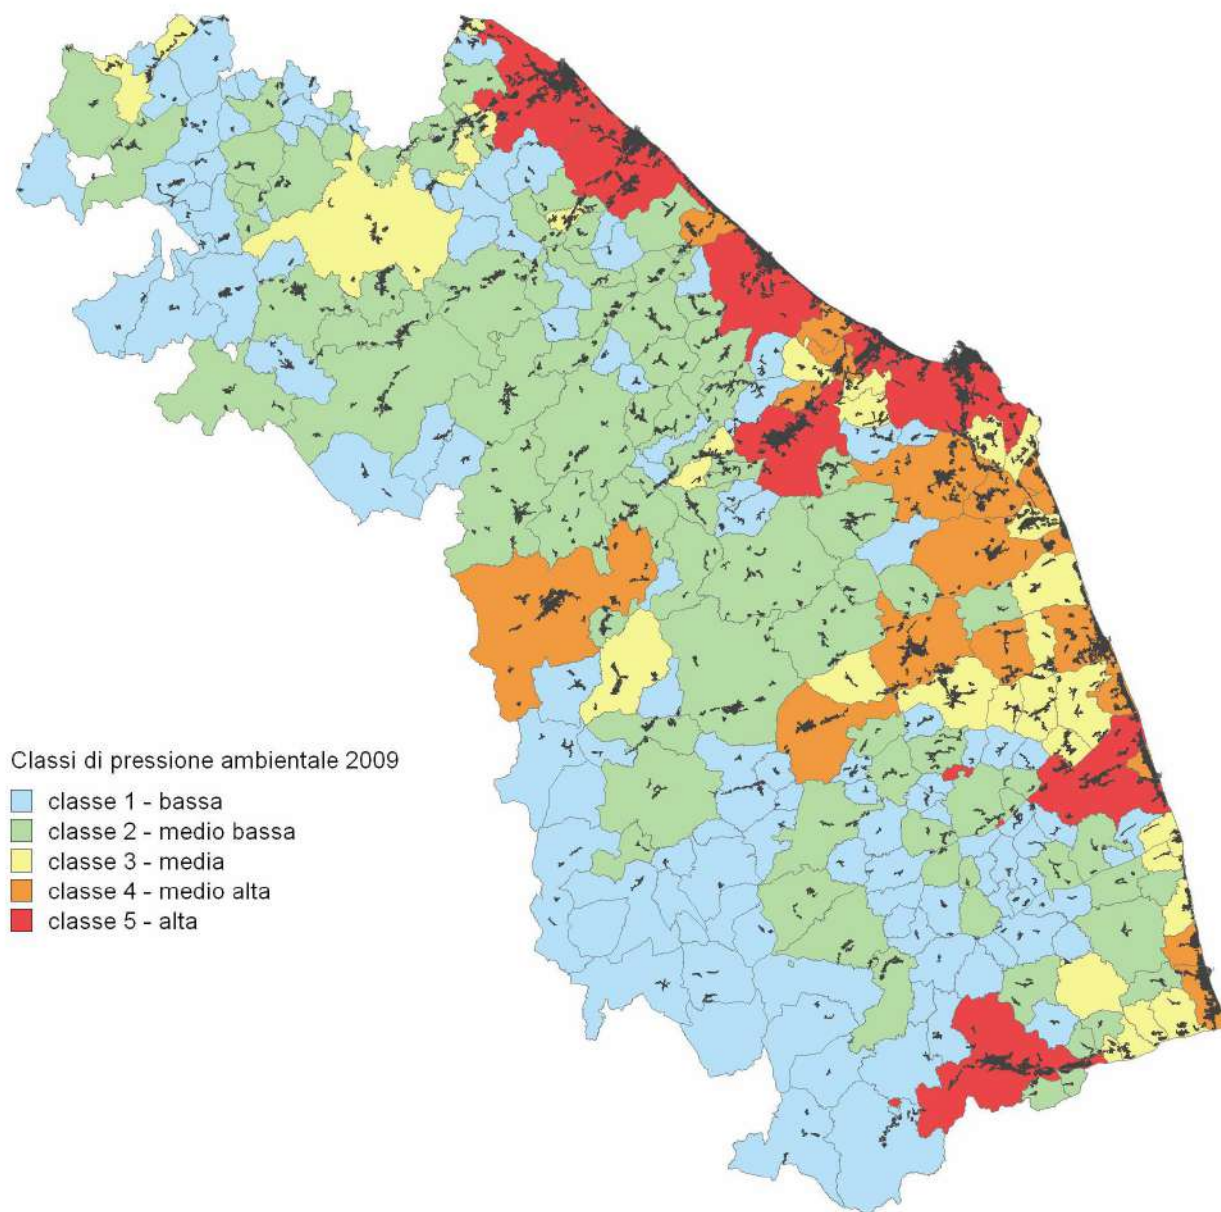 Classi di pressione ambientale 2009
classe 1 - bassa
classe 2 - medio bassa
classe 3 - media
classe 4 - medio alta
classe 5 - alta